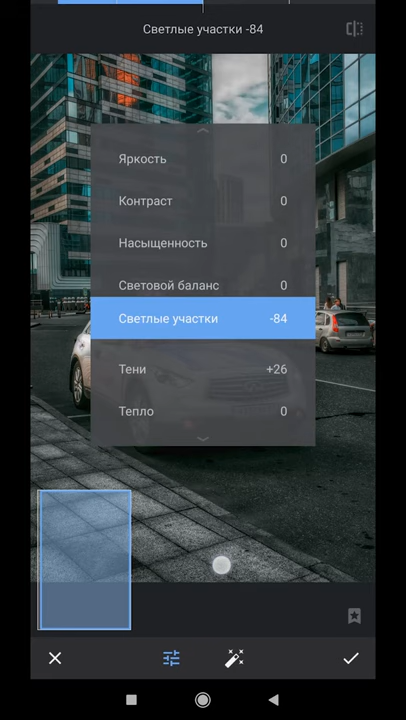 Светлые участки -84
Яркость 0
Контраст 0
Насыщенность 0
Световой баланс 0
Светлые участки -84
Тени +26
Тепло 0